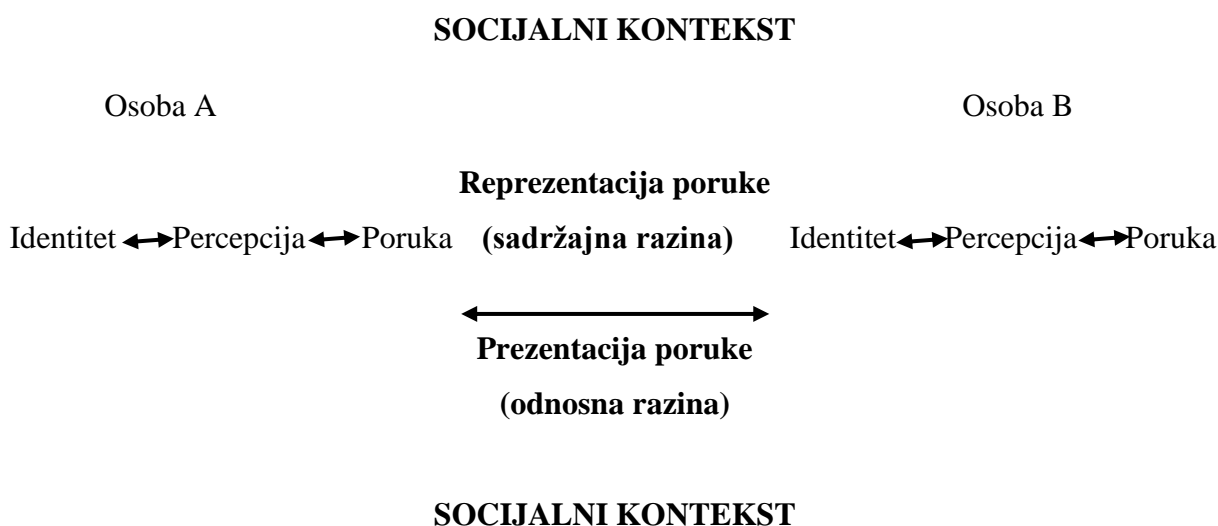 SOCIJALNI KONTEKST
Osoba A Osoba B
Reprezentacija poruke
Identitet Percepcija Poruka (sadržajna razina) Identitet Percepcija Poruka
Prezentacija poruke
(odnosna razina)
SOCIJALNI KONTEKST